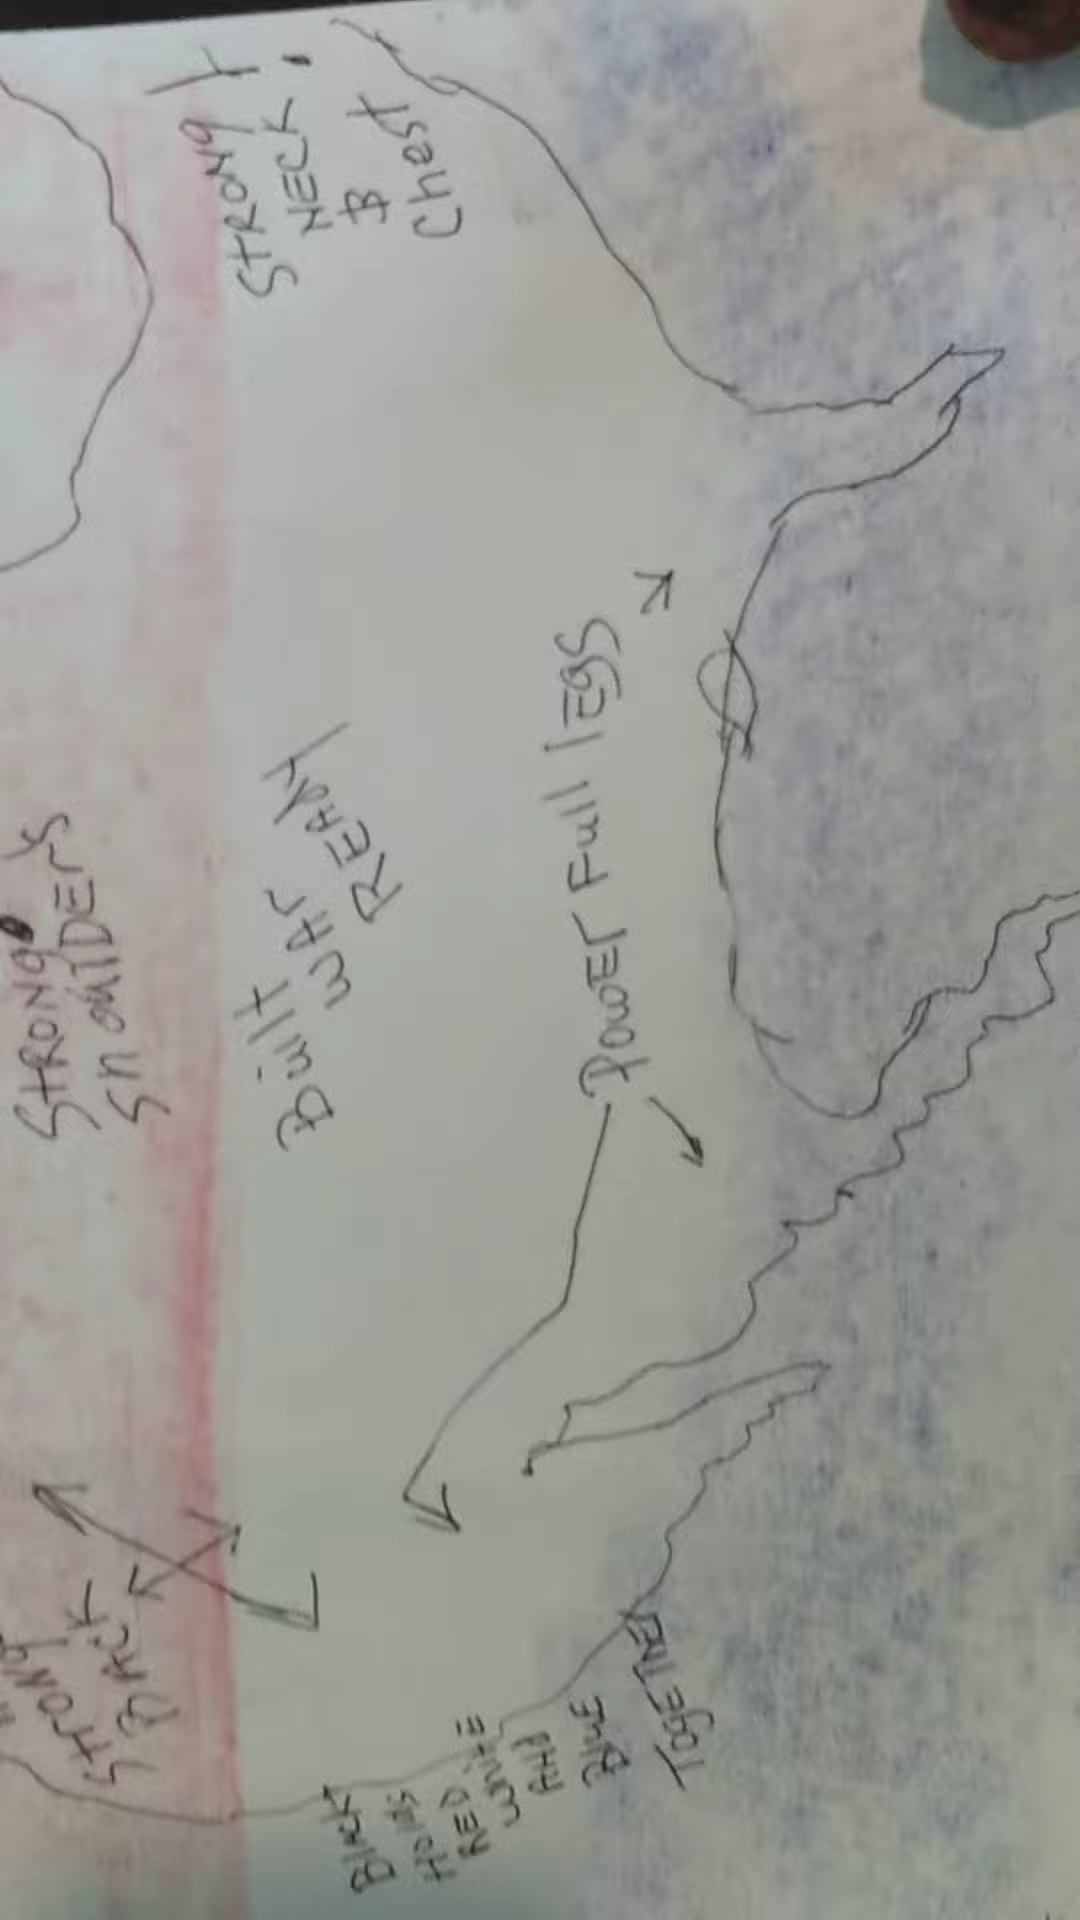 STRONG
NECK
B
Chest
STRONG
ShoulDErS
Built
WAr
READY
PowEr Full lEgS
STrONg
BACK
BlACK
HOlDS
RED
WHitE
AND
BluE
TogETHEr